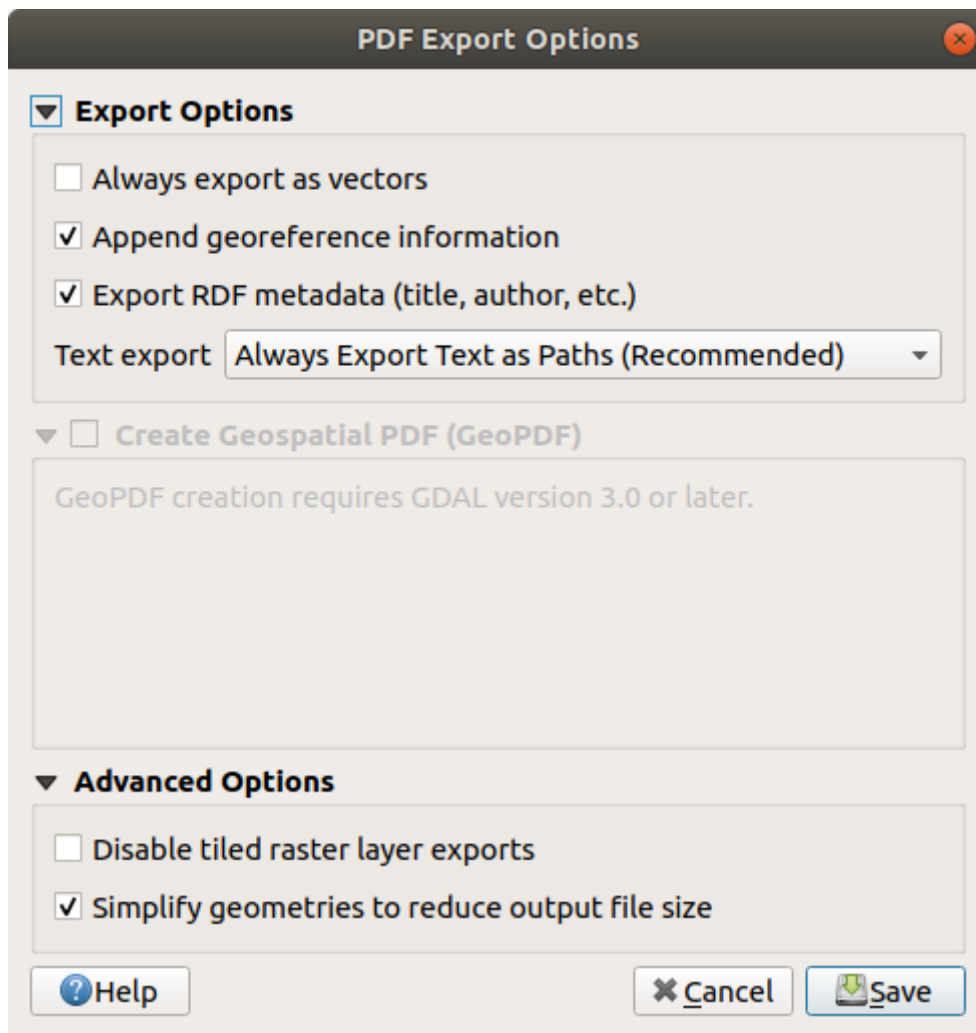 PDF Export Options
Export Options
Always export as vectors
Append georeference information
Export RDF metadata (title, author, etc.)
Text export Always Export Text as Paths (Recommended)
Create Geospatial PDF (GeoPDF)
GeoPDF creation requires GDAL version 3.0 or later.
Advanced Options
Disable tiled raster layer exports
Simplify geometries to reduce output file size
Help Cancel Save